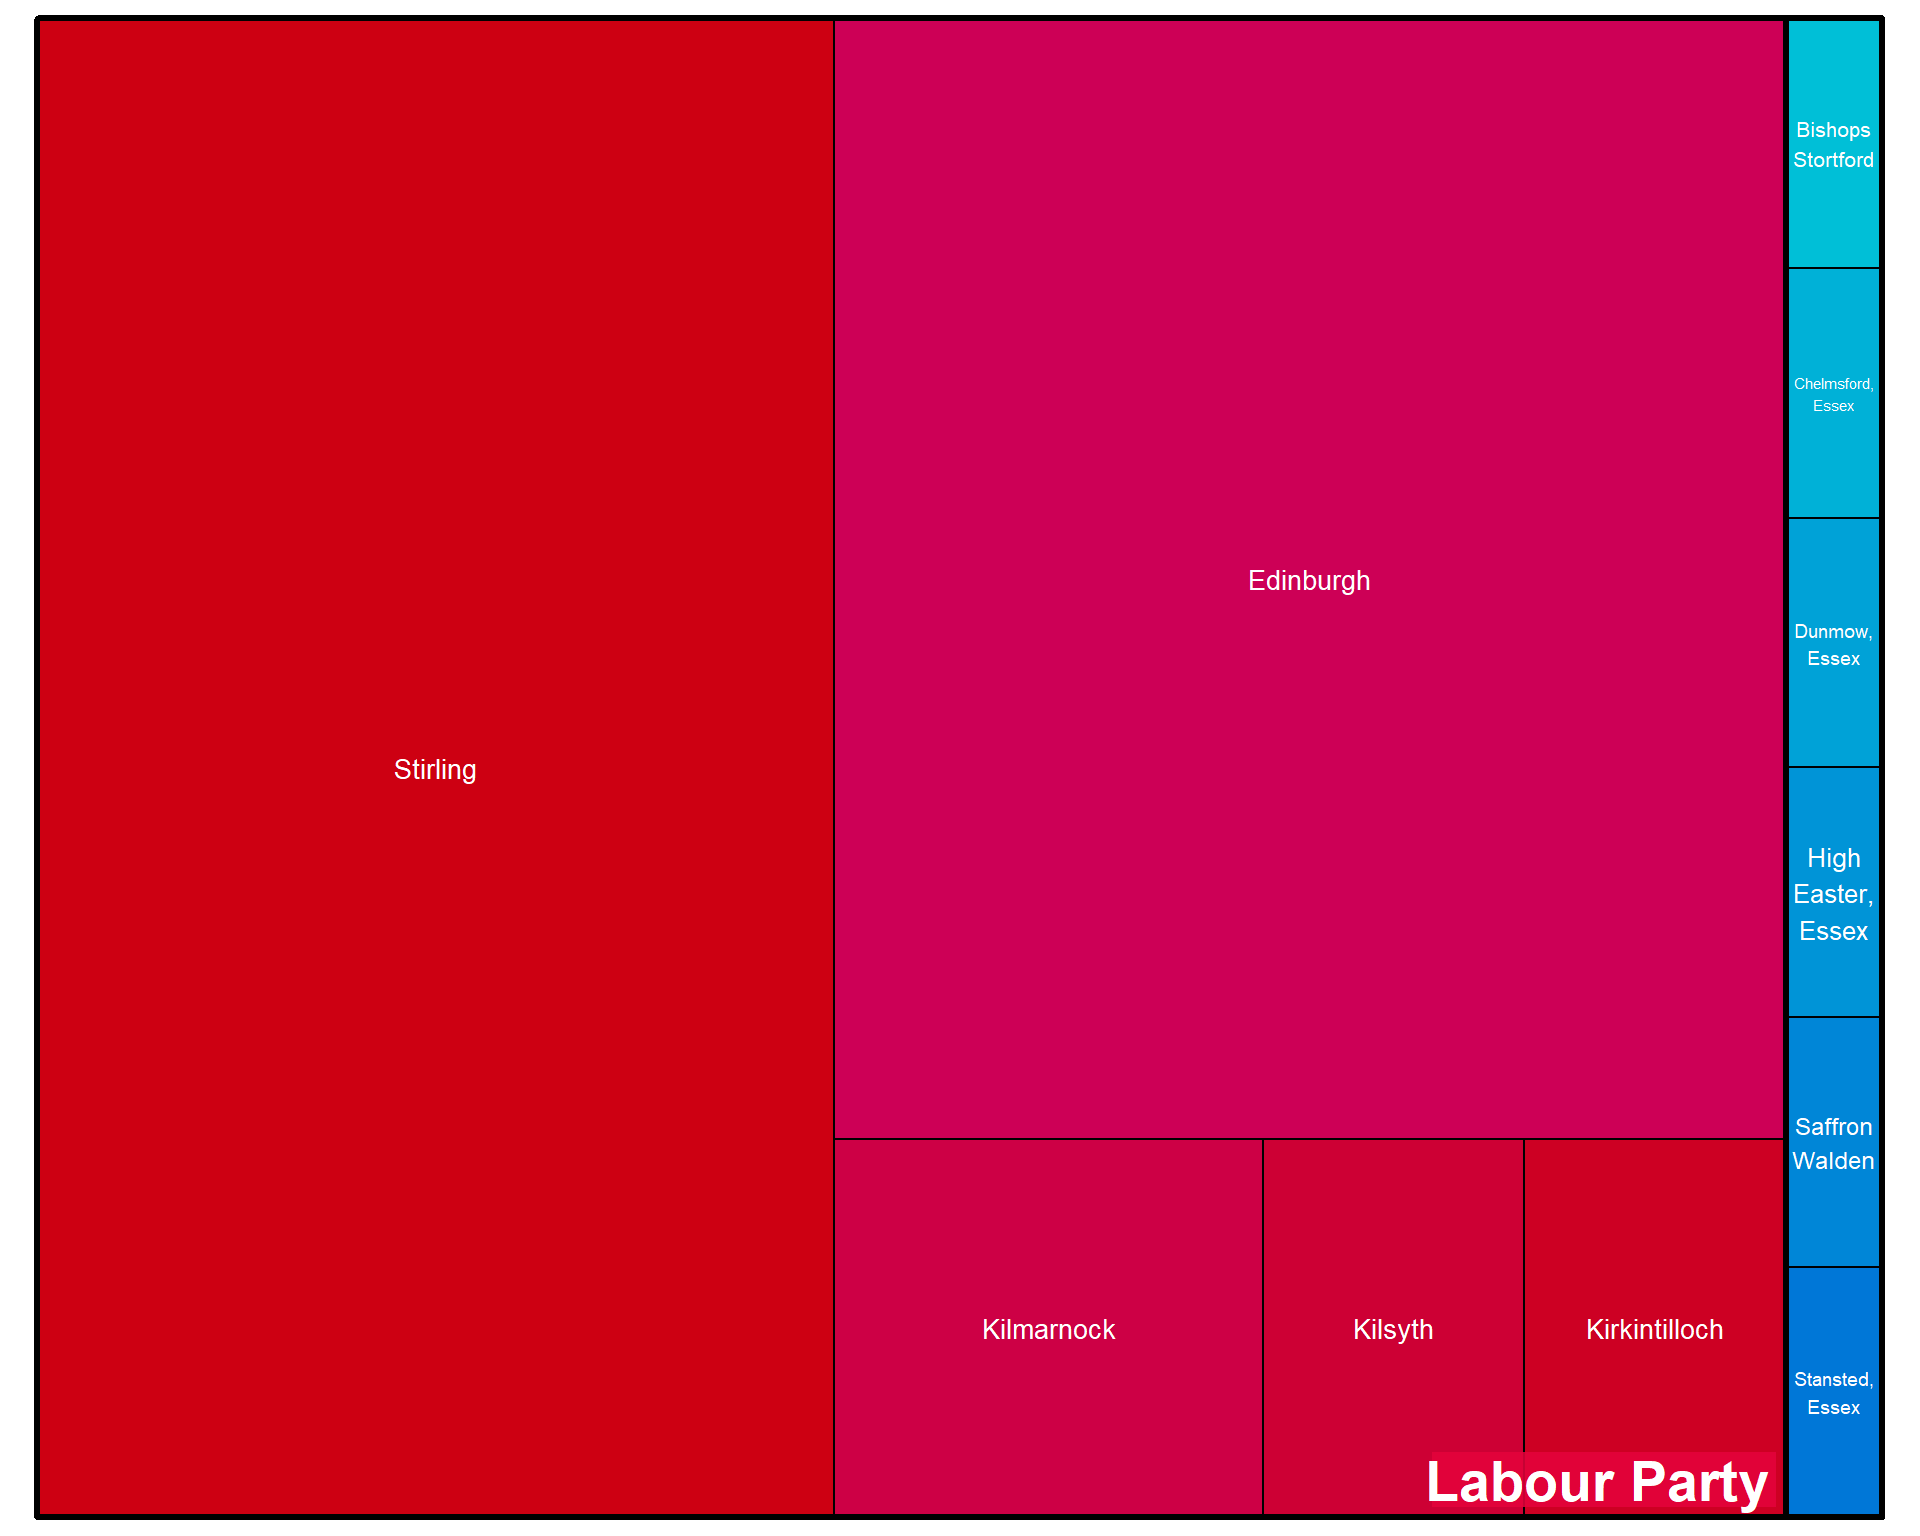 Stirling
Edinburgh
Kilmarnock
Kilsyth
Kirkintilloch
Labour Party
Bishops
Stortford
Chelmsford,
Essex
Dunmow,
Essex
High
Easter,
Essex
Saffron
Walden
Stansted,
Essex